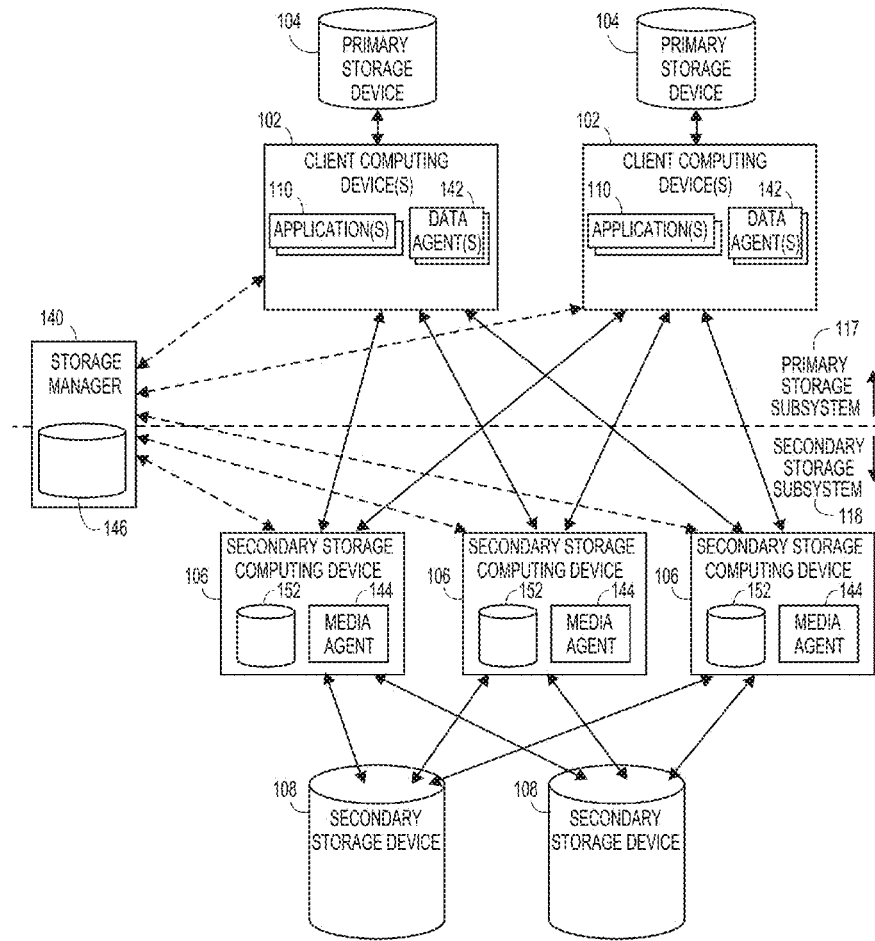 104
PRIMARY
STORAGE
DEVICE
104
PRIMARY
STORAGE
DEVICE
102
CLIENT COMPUTING
DEVICE(S)
110
142
APPLICATION(S)
DATA
AGENT(S)
102
CLIENT COMPUTING
DEVICE(S)
110
142
APPLICATION(S)
DATA
AGENT(S)
140
STORAGE
MANAGER
146
117
PRIMARY
STORAGE
SUBSYSTEM
SECONDARY
STORAGE
SUBSYSTEM
118
SECONDARY STORAGE
COMPUTING DEVICE
106
152
144
MEDIA
AGENT
SECONDARY STORAGE
COMPUTING DEVICE
106
152
144
MEDIA
AGENT
SECONDARY STORAGE
COMPUTING DEVICE
106
152
144
MEDIA
AGENT
108
SECONDARY
STORAGE DEVICE
108
SECONDARY
STORAGE DEVICE